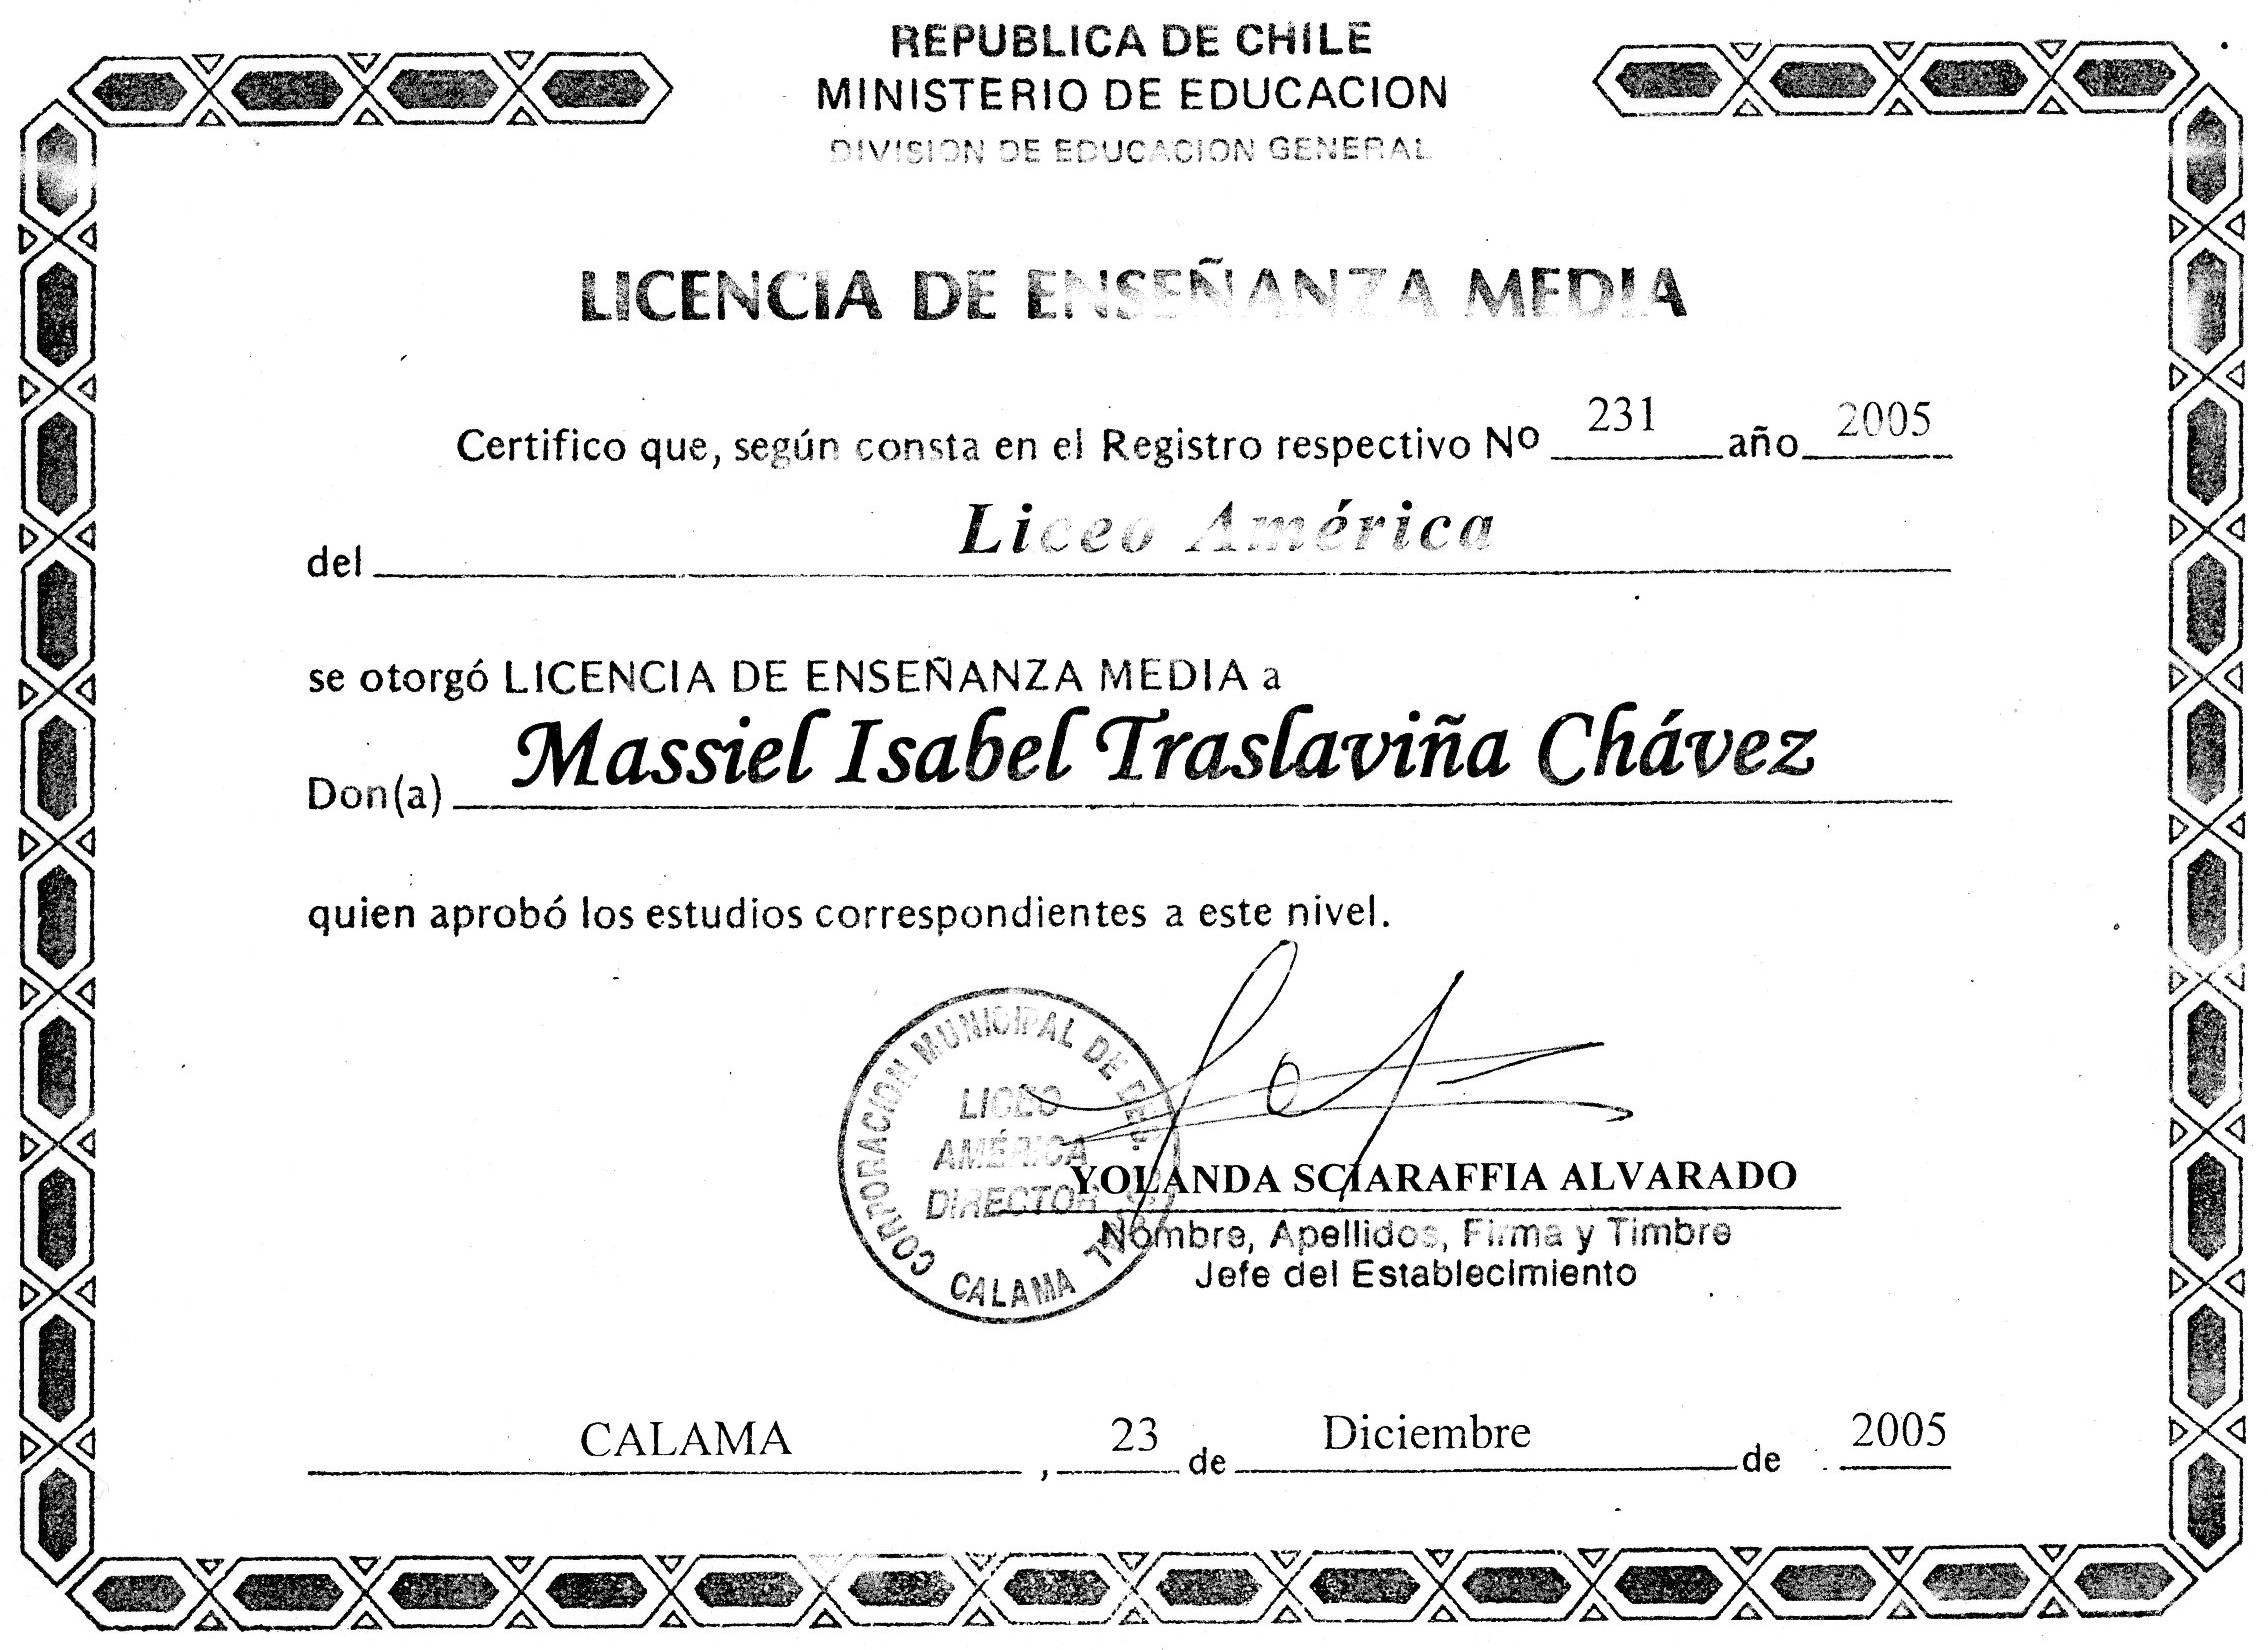 REPUBLICA DE CHILE
MINISTERIO DE EDUCACION
DIVISION DE EDUCACION GENERAL
LICENCIA DE ENSEÑANZA MEDIA
Certifico que, según consta en el Registro respectivo Nº 231 año 2005
del Liceo América
se otorgó LICENCIA DE ENSEÑANZA MEDIA a
Don(a) Massiel Isabel Traslaviña Chávez
quien aprobó los estudios correspondientes a este nivel.
CORPORACION MUNICIPAL DE DES. SOCIAL
LICEO
AMÉRICA
DIRECTOR
CALAMA
YOLANDA SCIARAFFIA ALVARADO
Nombre, Apellidos, Firma y Timbre
Jefe del Establecimiento
CALAMA, 23 de Diciembre de 2005